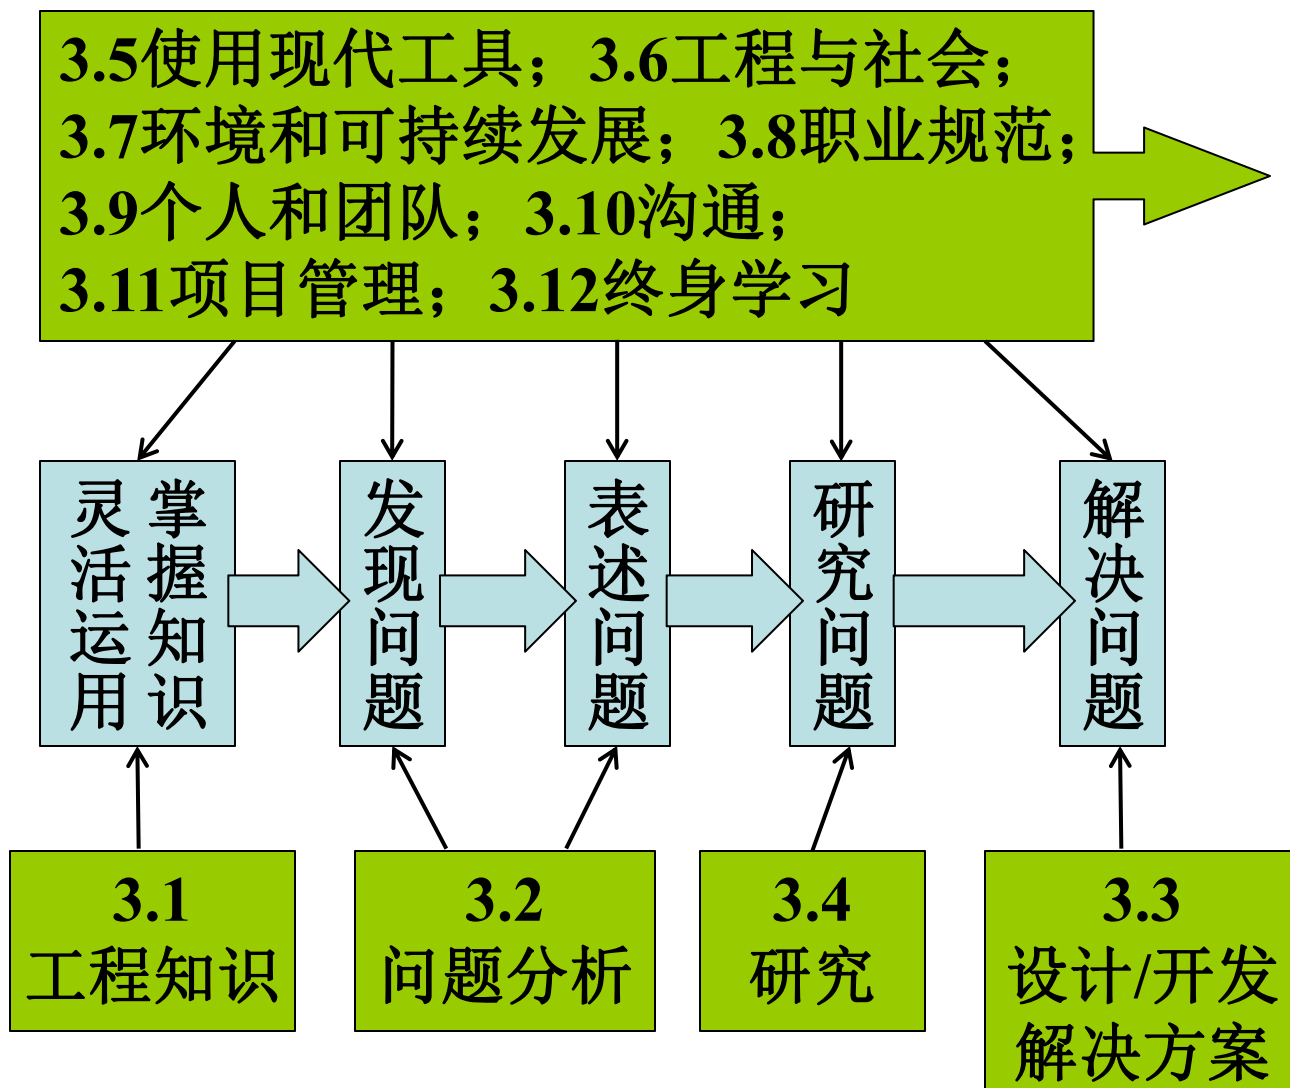 3.5使用现代工具；3.6工程与社会；
3.7环境和可持续发展；3.8职业规范；
3.9个人和团队；3.10沟通；
3.11项目管理；3.12终身学习
掌握知识
灵活运用
发现问题
表述问题
研究问题
解决问题
3.1
工程知识
3.2
问题分析
3.4
研究
3.3
设计/开发
解决方案